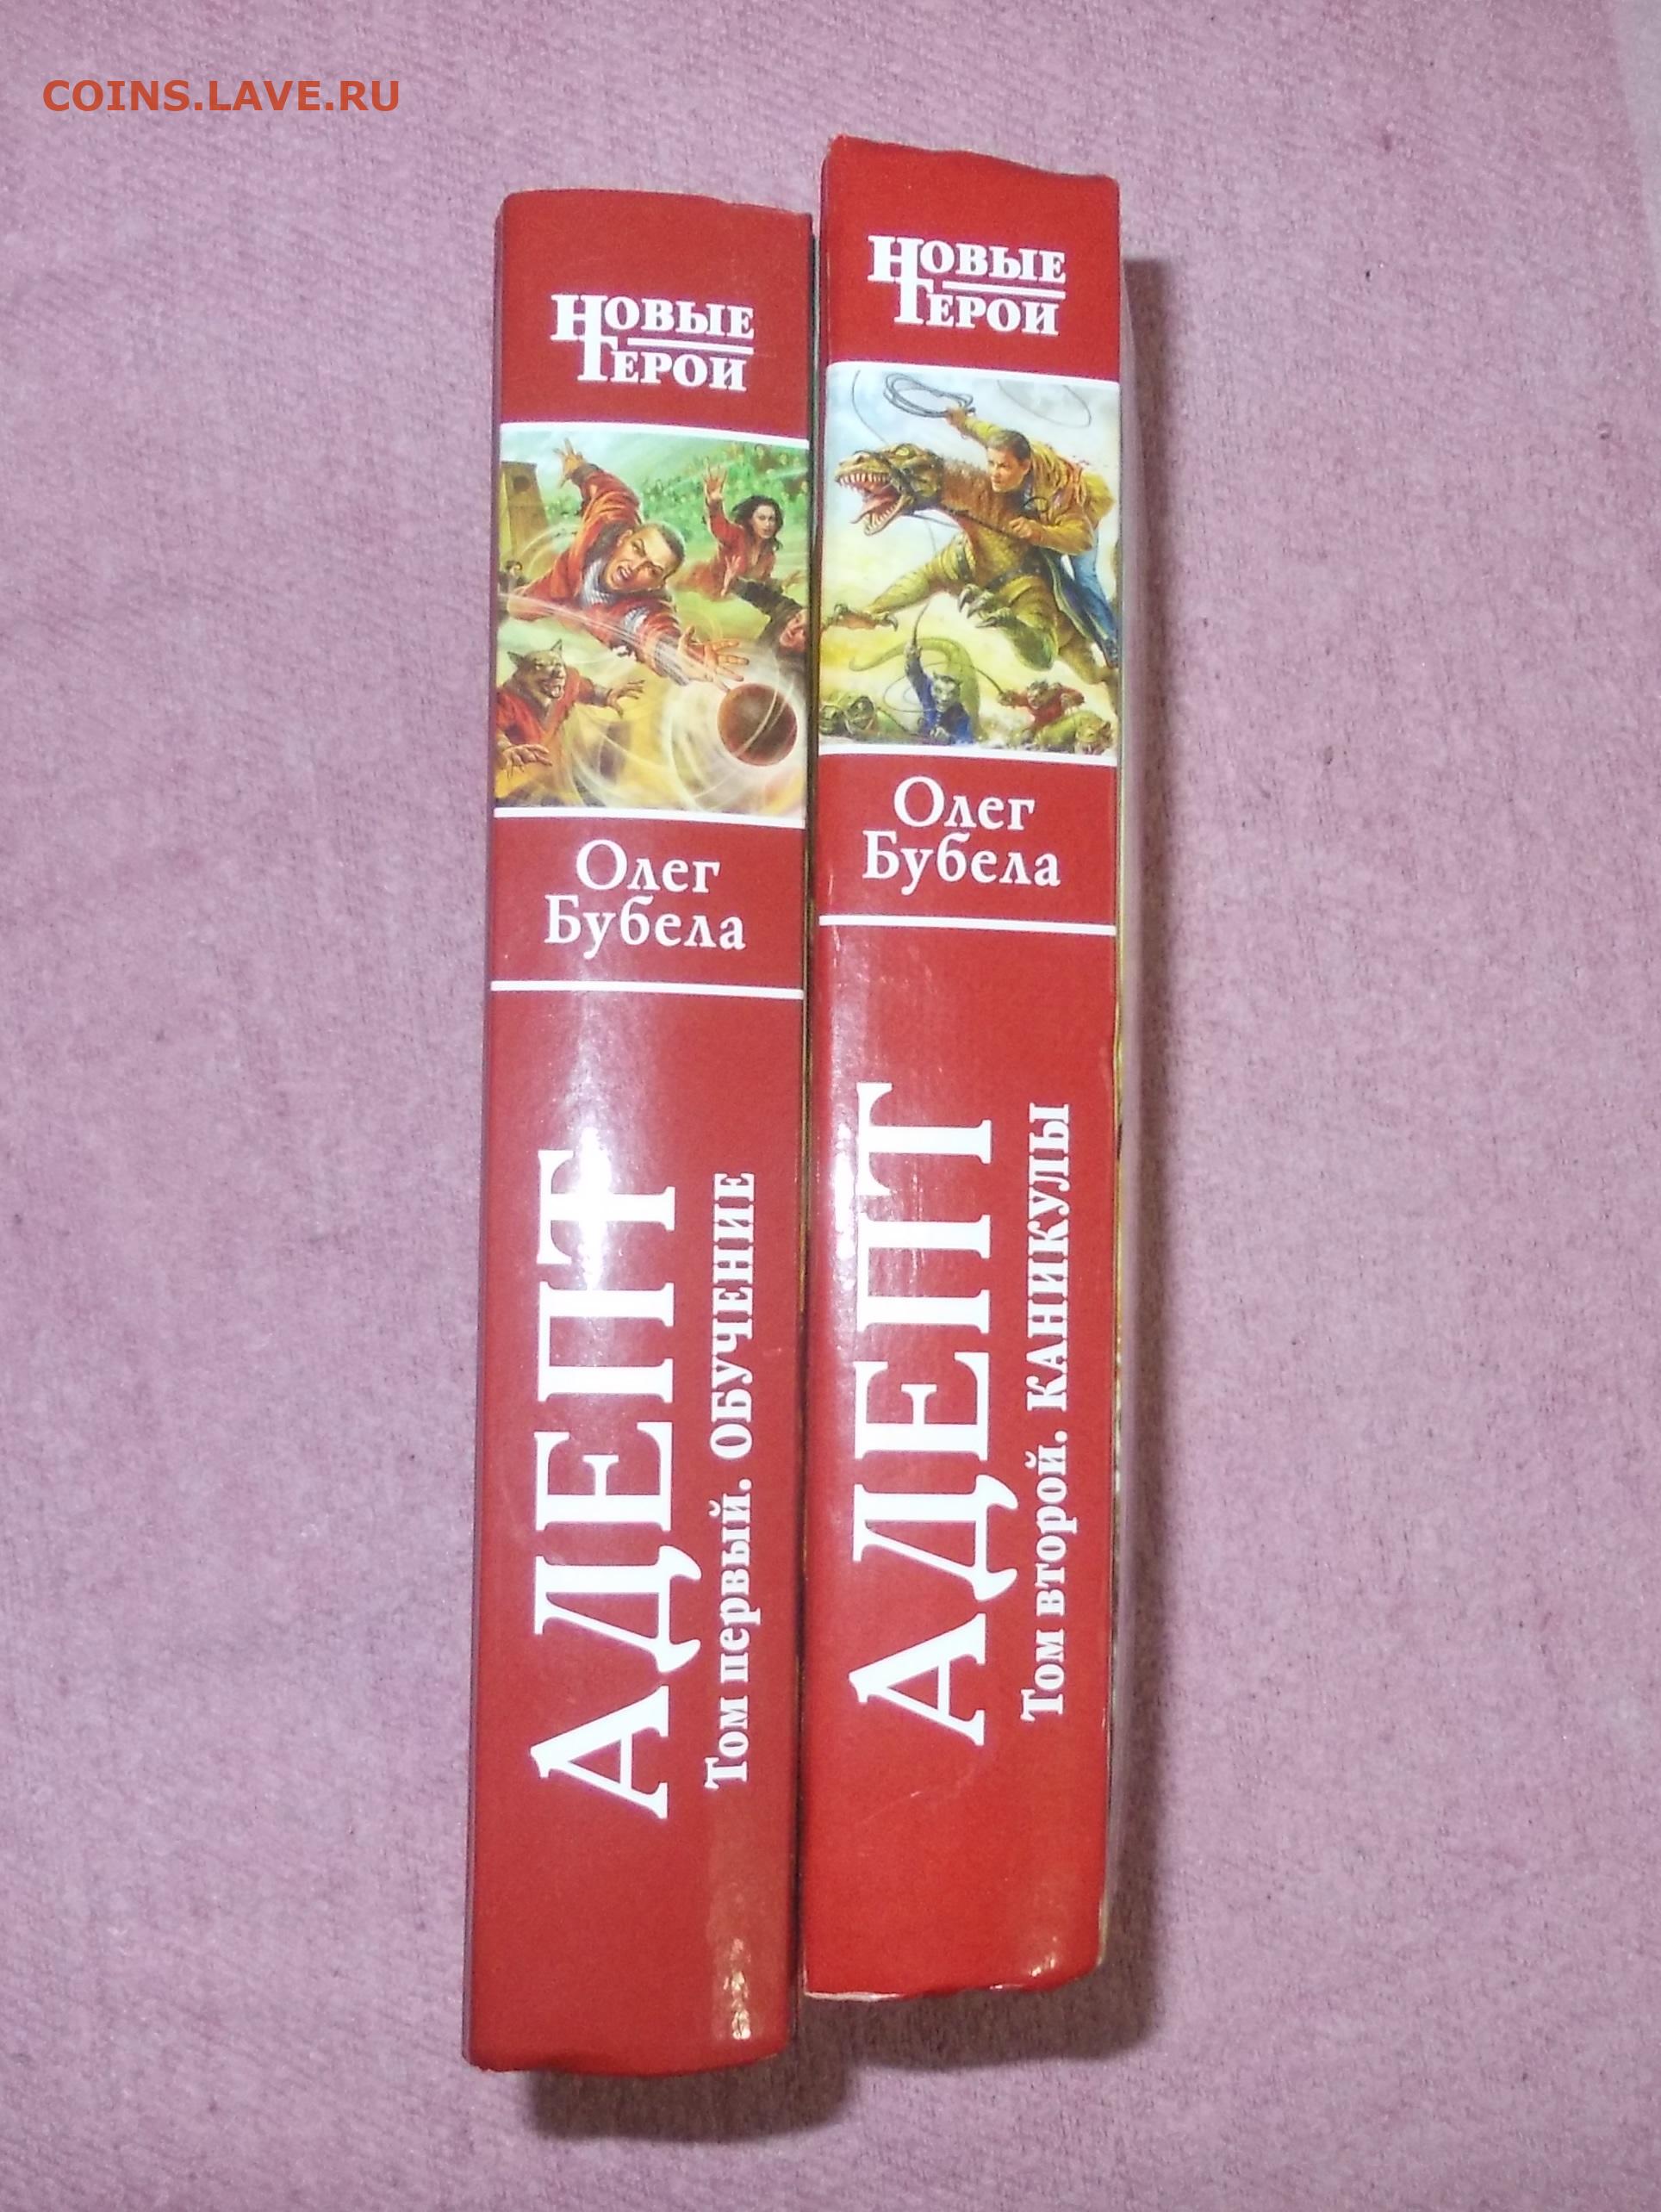 COINS.LAVE.RU
НОВЫЕ
ГЕРОИ
Олег
Бубела
АДЕПТ
Том первый. ОБУЧЕНИЕ
НОВЫЕ
ГЕРОИ
Олег
Бубела
АДЕПТ
Том второй. КАНИКУЛЫ